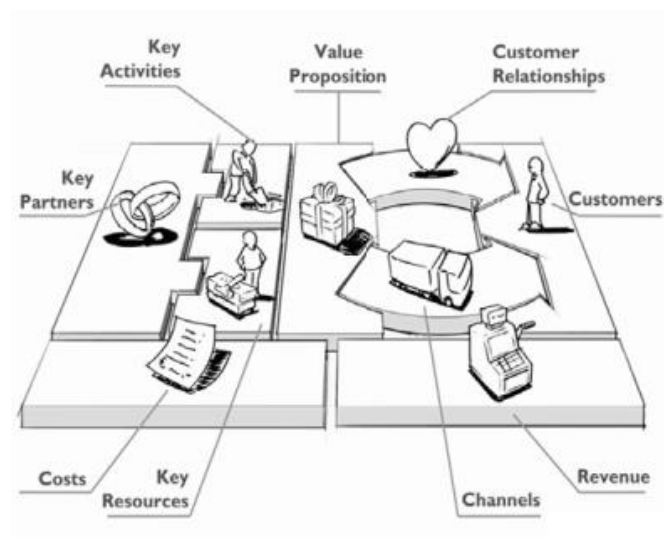 Key
Activities
Value
Proposition
Customer
Relationships
Key
Partners
Customers
Costs
Key
Resources
Channels
Revenue